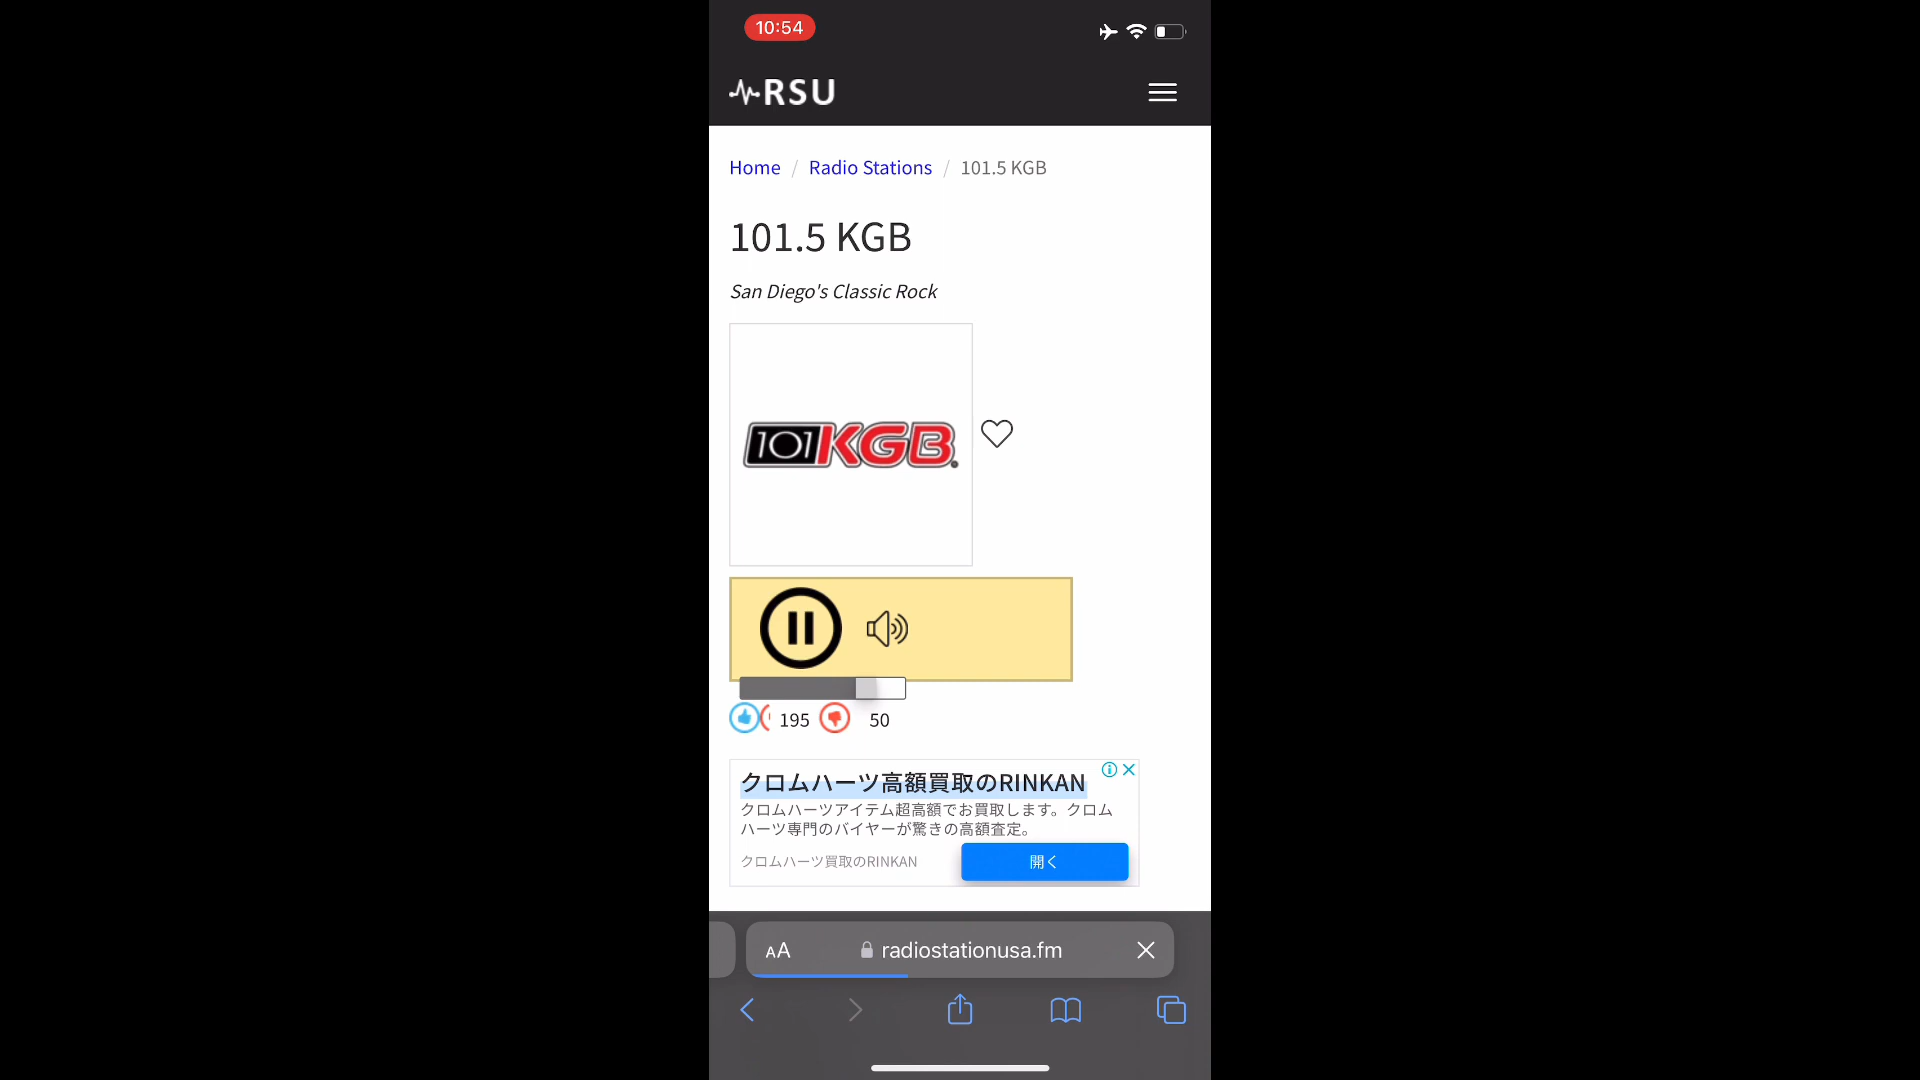 10:54
RSU
Home / Radio Stations / 101.5 KGB
101.5 KGB
San Diego's Classic Rock
101KGB
195 50
クロムハーツ高額買取のRINKAN
クロムハーツアイテム超高額でお買取します。クロム
ハーツ専門のバイヤーが驚きの高額査定。
クロムハーツ買取のRINKAN
開く
AA radiostationusa.fm